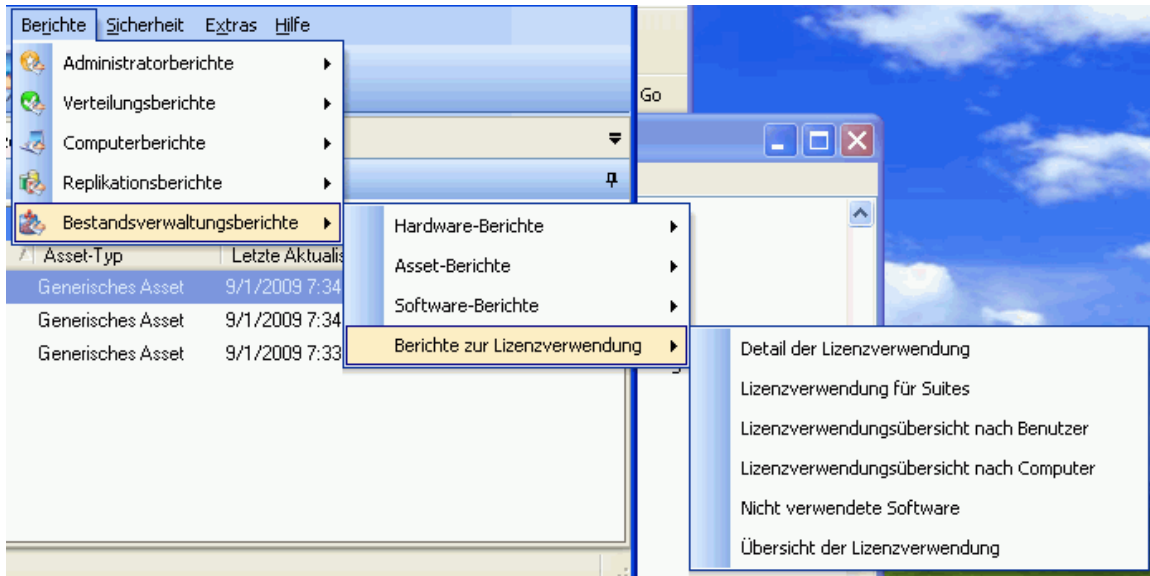 Berichte Sicherheit Extras Hilfe
Administratorberichte
Verteilungsberichte
Go
Computerberichte
Replikationsberichte
Bestandsverwaltungsberichte
Hardware-Berichte
Asset-Typ Letzte Aktualis
Asset-Berichte
Generisches Asset 9/1/2009 7:34
Software-Berichte
Generisches Asset 9/1/2009 7:34
Berichte zur Lizenzverwendung
Generisches Asset 9/1/2009 7:33
Detail der Lizenzverwendung
Lizenzverwendung für Suites
Lizenzverwendungsübersicht nach Benutzer
Lizenzverwendungsübersicht nach Computer
Nicht verwendete Software
Übersicht der Lizenzverwendung